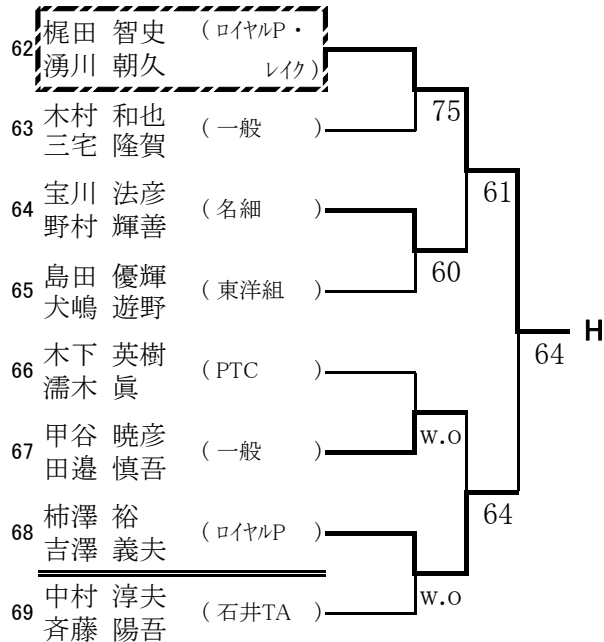 62 梶田 智史 (ロイヤルP・
湧川 朝久 レイク)
63 木村 和也 (一般)
三宅 隆賀
75
64 宝川 法彦 (名細)
野村 輝善
61
65 島田 優輝 (東洋組)
犬嶋 遊野
60
H
64
66 木下 英樹 (PTC)
濡木 眞
67 甲谷 暁彦 (一般)
田邉 慎吾
w.o
68 柿澤 裕 (ロイヤルP)
吉澤 義夫
64
69 中村 淳夫 (石井TA)
斉藤 陽吾
w.o